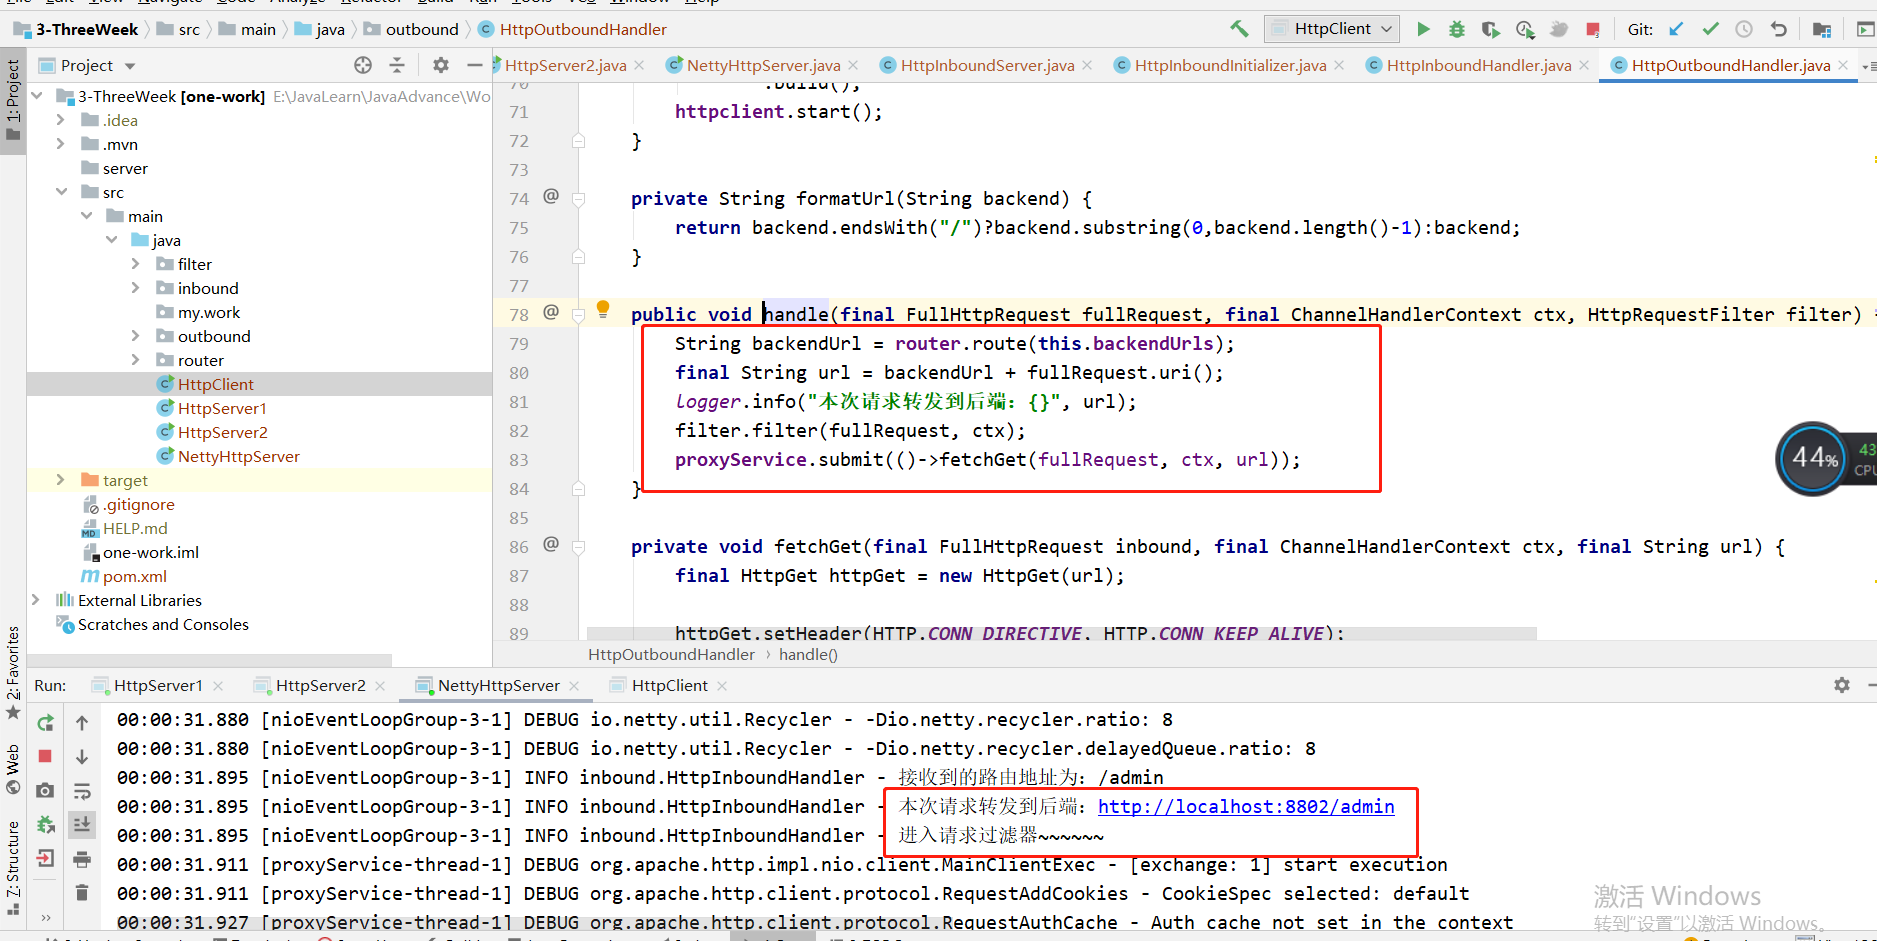 File Edit View Navigate Code Analyze Refactor Build Run Tools VCS Window Help
3-ThreeWeek src main java outbound HttpOutboundHandler HttpClient Git:
1: Project
Project
HttpServer2.java NettyHttpServer.java HttpInboundServer.java HttpInboundInitializer.java HttpInboundHandler.java HttpOutboundHandler.java
3-ThreeWeek [one-work] E:\JavaLearn\JavaAdvance\Wo
.idea
.mvn
server
src
main
java
filter
inbound
my.work
outbound
router
HttpClient
HttpServer1
HttpServer2
NettyHttpServer
target
.gitignore
HELP.md
one-work.iml
pom.xml
External Libraries
Scratches and Consoles
70 .build();
71 httpclient.start();
72 }
73
74 @ private String formatUrl(String backend) {
75 return backend.endsWith("/")?backend.substring(0,backend.length()-1):backend;
76 }
77
78 @ public void handle(final FullHttpRequest fullRequest, final ChannelHandlerContext ctx, HttpRequestFilter filter)
79 String backendUrl = router.route(this.backendUrls);
80 final String url = backendUrl + fullRequest.uri();
81 logger.info("本次请求转发到后端: {}", url);
82 filter.filter(fullRequest, ctx);
83 proxyService.submit(()->fetchGet(fullRequest, ctx, url));
84 }
85
86 @ private void fetchGet(final FullHttpRequest inbound, final ChannelHandlerContext ctx, final String url) {
87 final HttpGet httpGet = new HttpGet(url);
88
89 httpGet.setHeader(HTTP.CONN_DIRECTIVE, HTTP.CONN_KEEP_ALIVE);
HttpOutboundHandler › handle()
44%
43
CPU
2: Favorites
Web
7: Structure
Run: HttpServer1 HttpServer2 NettyHttpServer HttpClient
00:00:31.880 [nioEventLoopGroup-3-1] DEBUG io.netty.util.Recycler - -Dio.netty.recycler.ratio: 8
00:00:31.880 [nioEventLoopGroup-3-1] DEBUG io.netty.util.Recycler - -Dio.netty.recycler.delayedQueue.ratio: 8
00:00:31.895 [nioEventLoopGroup-3-1] INFO inbound.HttpInboundHandler - 接收到的路由地址为: /admin
00:00:31.895 [nioEventLoopGroup-3-1] INFO inbound.HttpInboundHandler - 本次请求转发到后端: http://localhost:8802/admin
00:00:31.895 [nioEventLoopGroup-3-1] INFO inbound.HttpInboundHandler - 进入请求过滤器~~~~~~
00:00:31.911 [proxyService-thread-1] DEBUG org.apache.http.impl.nio.client.MainClientExec - [exchange: 1] start execution
00:00:31.911 [proxyService-thread-1] DEBUG org.apache.http.client.protocol.RequestAddCookies - CookieSpec selected: default
00:00:31.927 [proxyService-thread-1] DEBUG org.apache.http.client.protocol.RequestAuthCache - Auth cache not set in the context
激活 Windows
转到"设置"以激活 Windows。